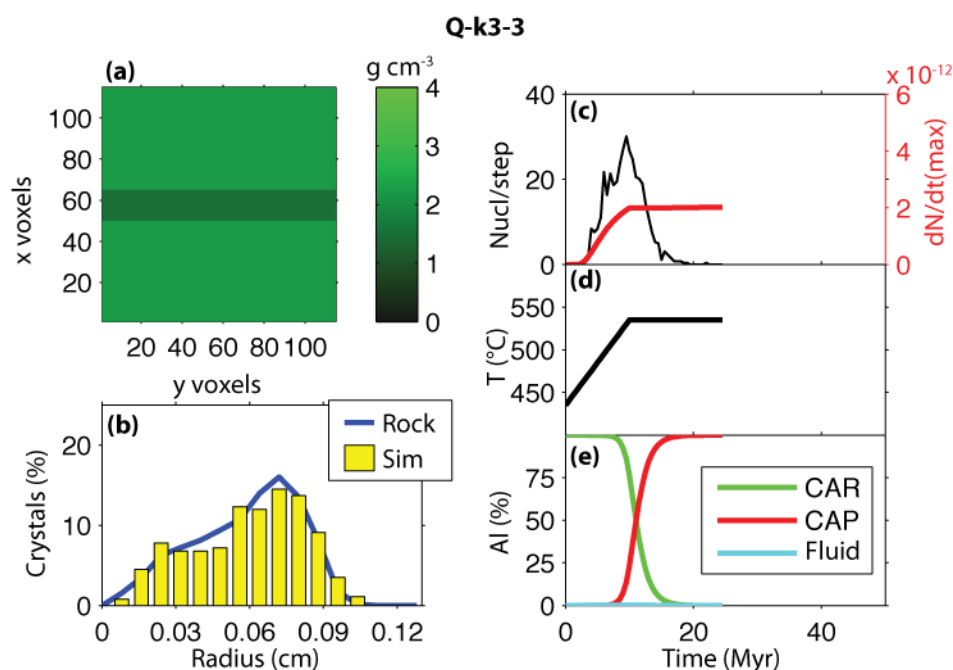 Q-k3-3
(a)
g cm-3
x voxels
100
80
60
40
20
20 40 60 80 100
y voxels
4
3
2
1
0
(b)
Rock
Sim
Crystals (%)
20
10
0
0 0.03 0.06 0.09 0.12
Radius (cm)
(c)
Nucl/step
40
20
0
x 10-12
6
4
2
0
dN/dt(max)
(d)
T (°C)
550
500
450
(e)
Al (%)
75
50
25
0
CAR
CAP
Fluid
0 20 40
Time (Myr)